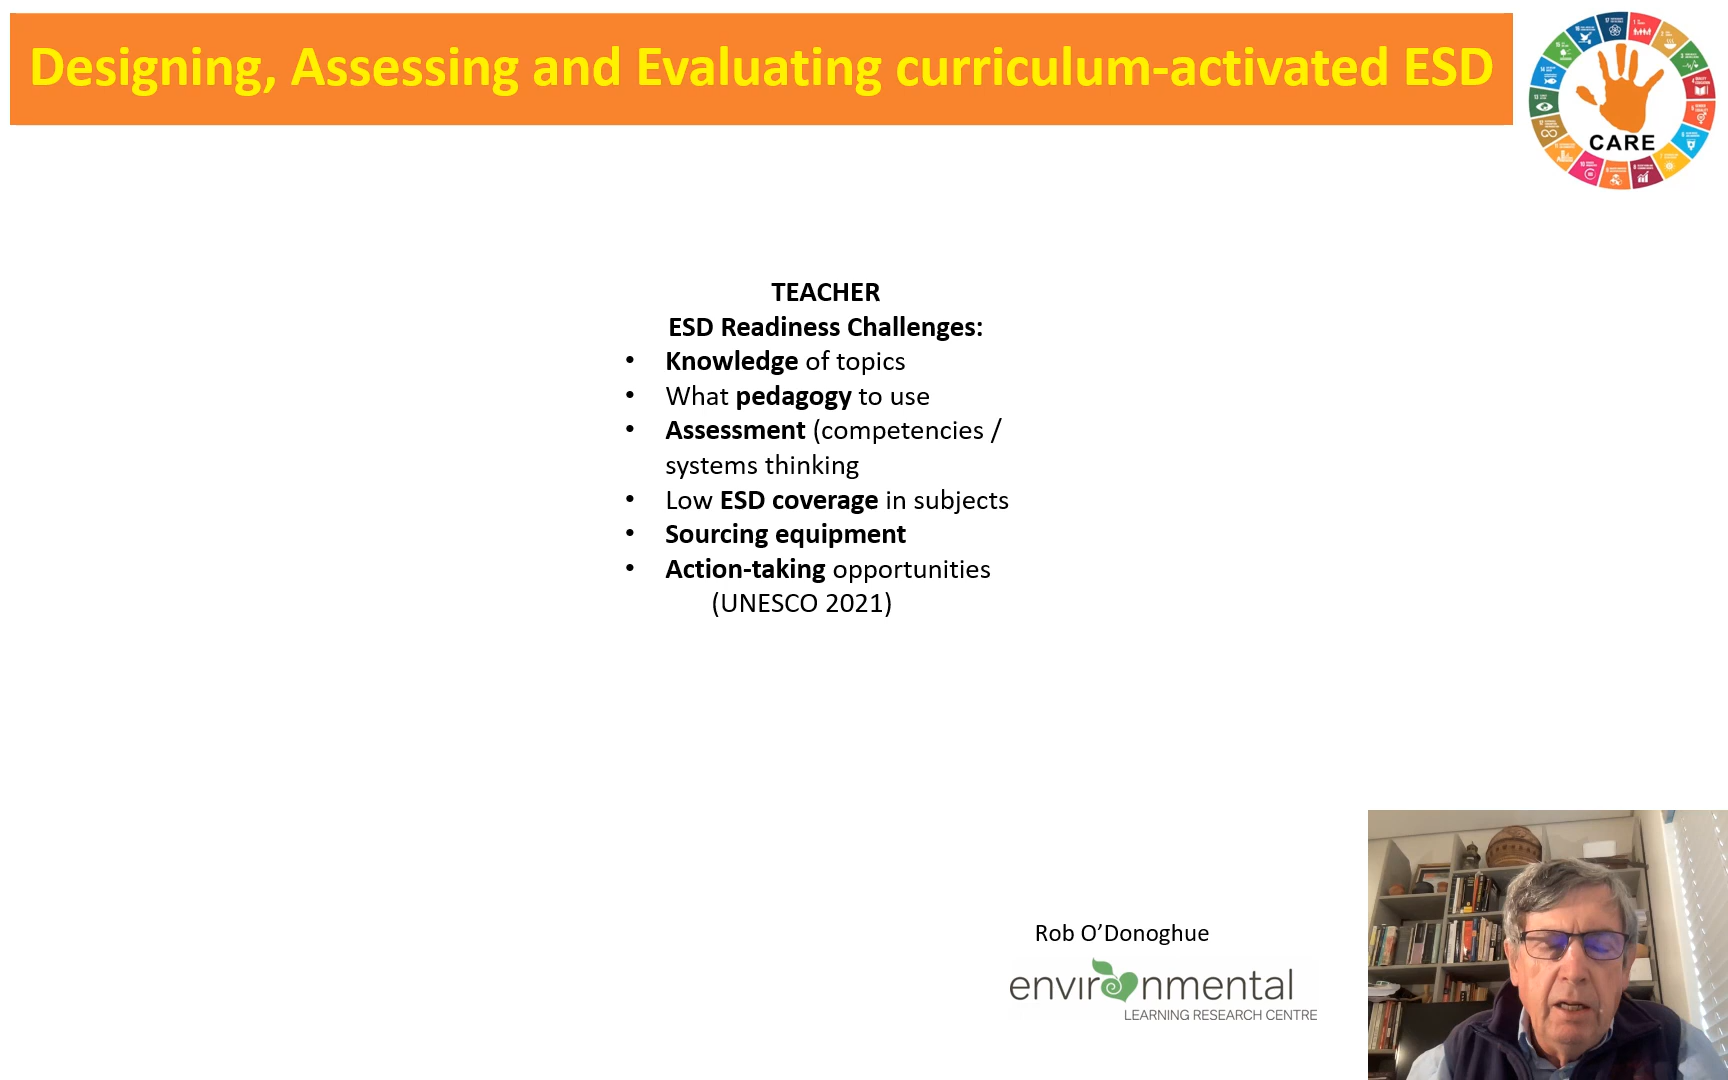 Designing, Assessing and Evaluating curriculum-activated ESD
CARE
TEACHER
ESD Readiness Challenges:
• Knowledge of topics
• What pedagogy to use
• Assessment (competencies /
systems thinking
• Low ESD coverage in subjects
• Sourcing equipment
• Action-taking opportunities
(UNESCO 2021)
Rob O’Donoghue
environmental
LEARNING RESEARCH CENTRE